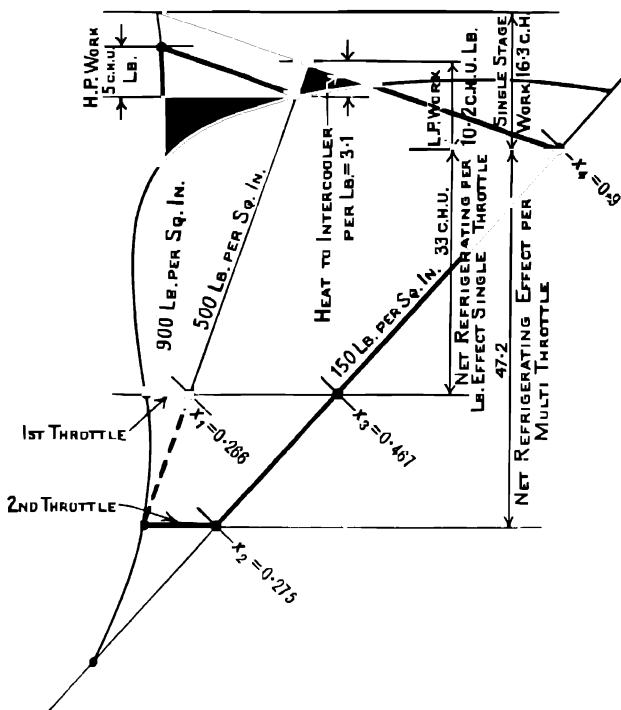 H.P. WORK
5 C.H.U.
LB.
900 LB. PER SQ. IN.
500 LB. PER SQ. IN.
HEAT TO INTERCOOLER
PER LB. = 3·1
L.P. WORK
10·2 C.H.U. LB.
SINGLE STAGE
WORK 16·3 C.H.
150 LB. PER SQ. IN.
33 C.H.U.
NET REFRIGERATING PER
LB. EFFECT SINGLE THROTTLE
47·2
NET REFRIGERATING EFFECT PER
MULTI THROTTLE
1ST THROTTLE
2ND THROTTLE
x₁ = 0·266
x₃ = 0·467
x₂ = 0·275
= 0·9